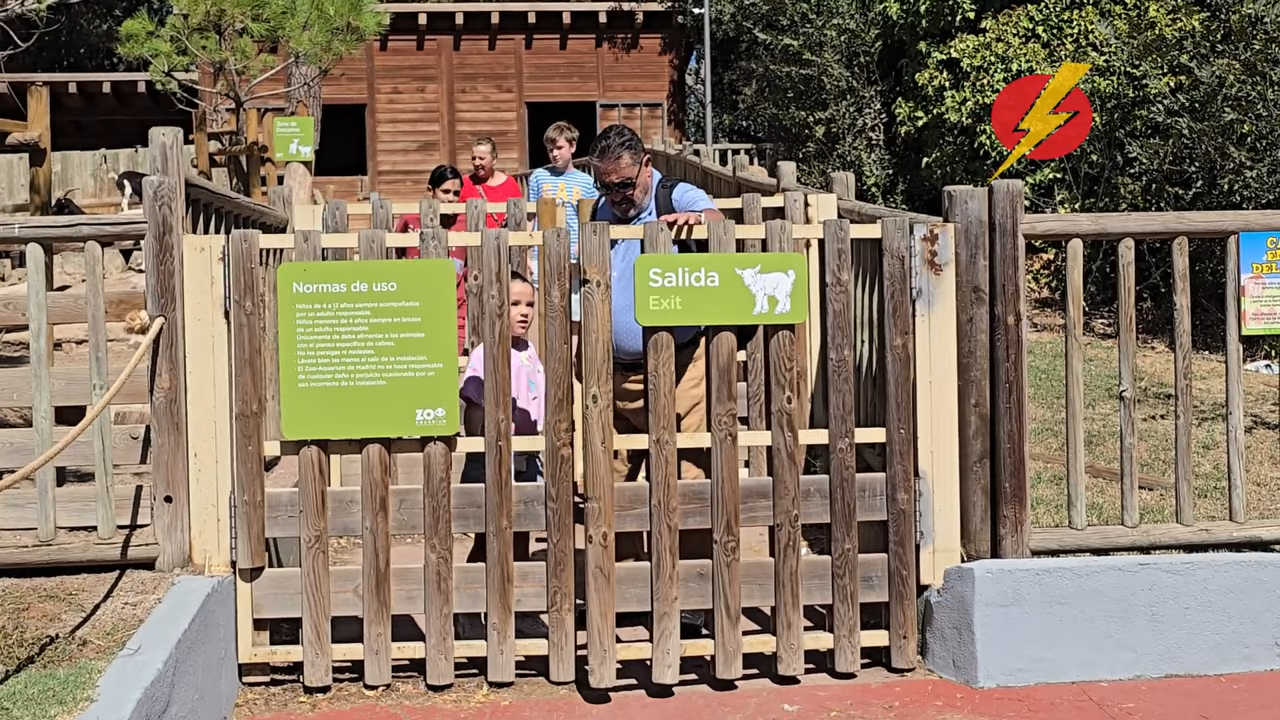 Zona de
Descanso
Normas de uso
· Niños de 4 a 12 años siempre acompañados
por un adulto responsable.
· Niños menores de 4 años siempre en brazos
de un adulto responsable.
· Únicamente se debe alimentar a los animales
con el pienso específico de cabras.
· No les persigas ni molestes.
· Lávate bien las manos al salir de la instalación.
· El Zoo-Aquarium de Madrid no se hace responsable
de cualquier daño o perjuicio ocasionado por un
uso incorrecto de la instalación.
ZOO
AQUARIUM
Salida
Exit